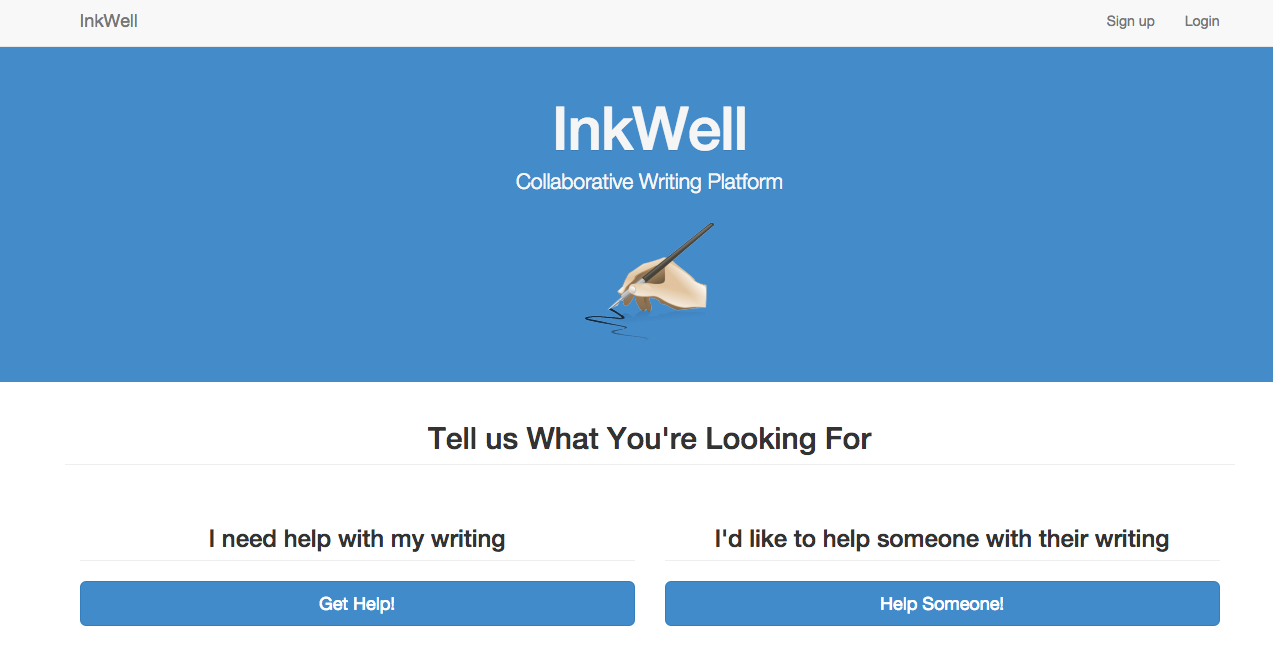 InkWell
Sign up
Login
InkWell
Collaborative Writing Platform
Tell us What You're Looking For
I need help with my writing
I'd like to help someone with their writing
Get Help!
Help Someone!